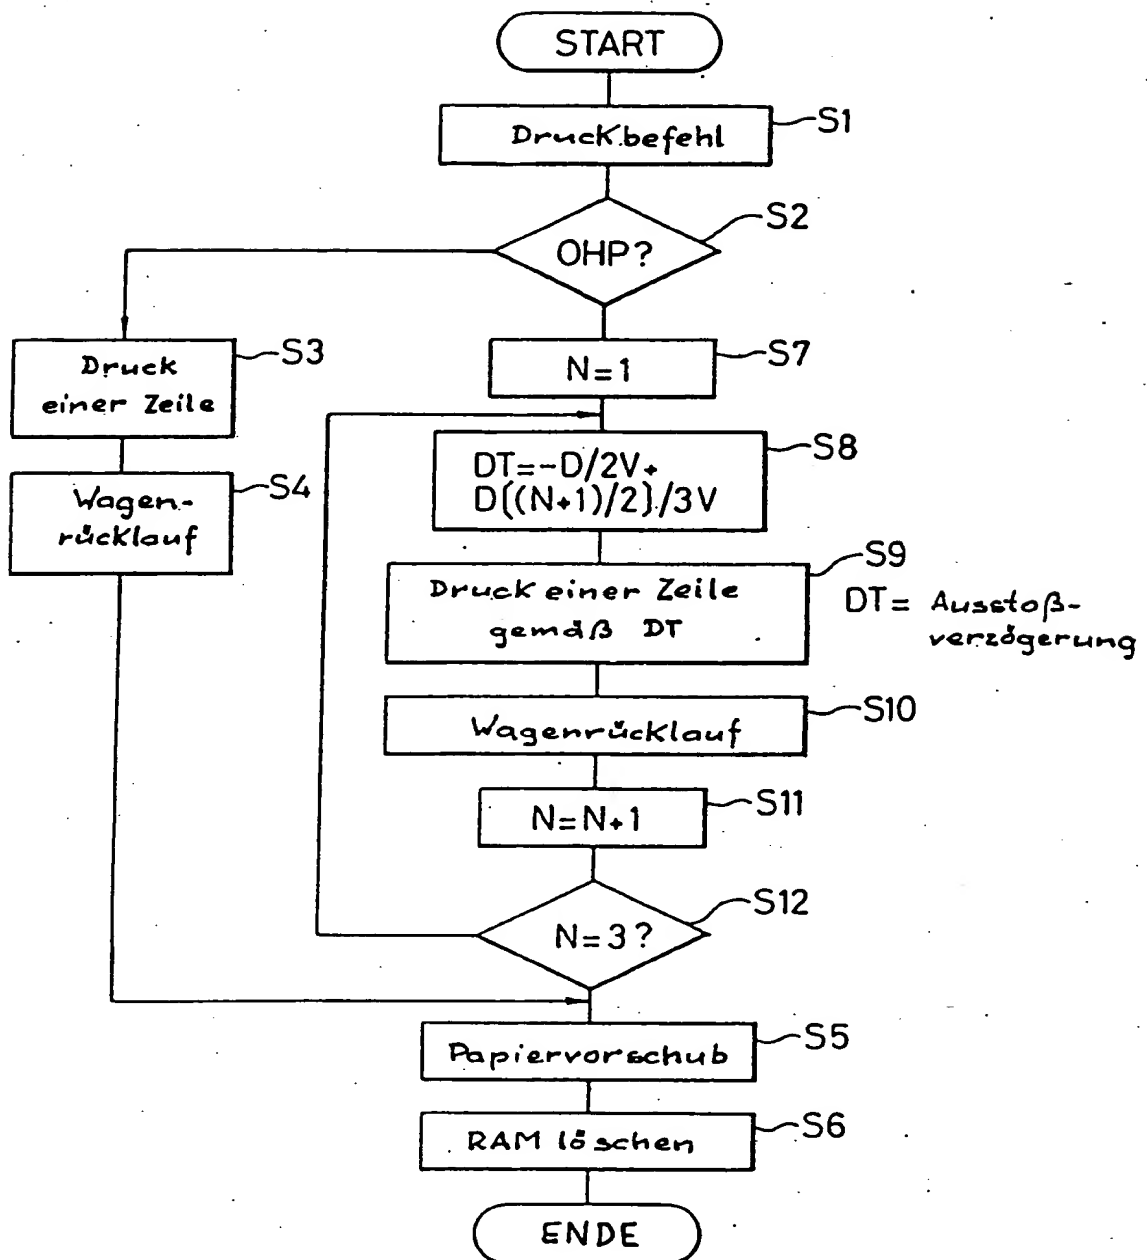 START
Druckbefehl
S1
OHP?
S2
Druck
einer Zeile
S3
Wagen-
rücklauf
S4
N=1
S7
DT=-D/2V+
D[(N+1)/2]/3V
S8
Druck einer Zeile
gemäß DT
S9
DT= Ausstoß-
verzögerung
Wagenrücklauf
S10
N=N+1
S11
N=3?
S12
Papiervorschub
S5
RAM löschen
S6
ENDE